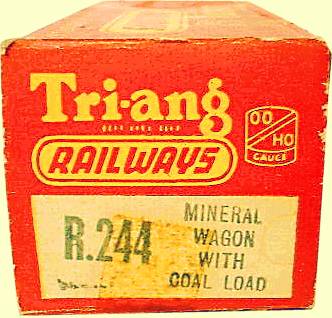 Tri-ang
RAILWAYS
OO
HO
GAUGE
R.244
MINERAL
WAGON
WITH
COAL LOAD